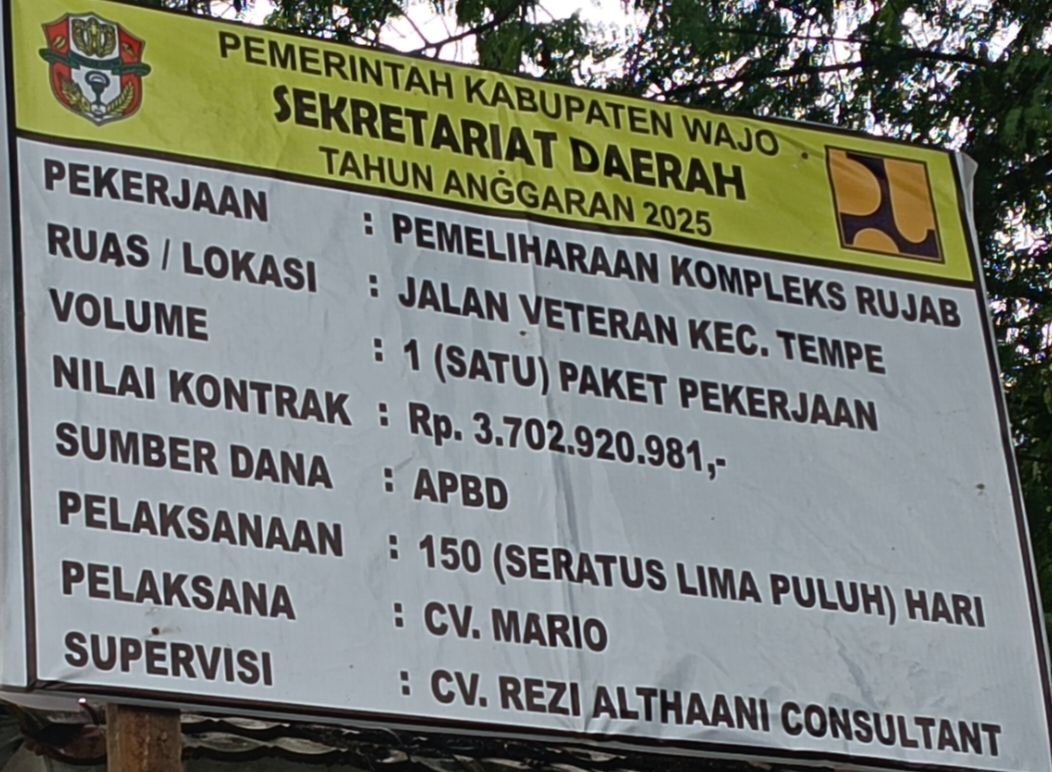 PEMERINTAH KABUPATEN WAJO
SEKRETARIAT DAERAH
TAHUN ANGGARAN 2025
PEKERJAAN : PEMELIHARAAN KOMPLEKS RUJAB
RUAS / LOKASI : JALAN VETERAN KEC. TEMPE
VOLUME : 1 (SATU) PAKET PEKERJAAN
NILAI KONTRAK : Rp. 3.702.920.981,-
SUMBER DANA : APBD
PELAKSANAAN : 150 (SERATUS LIMA PULUH) HARI
PELAKSANA : CV. MARIO
SUPERVISI : CV. REZI ALTHAANI CONSULTANT